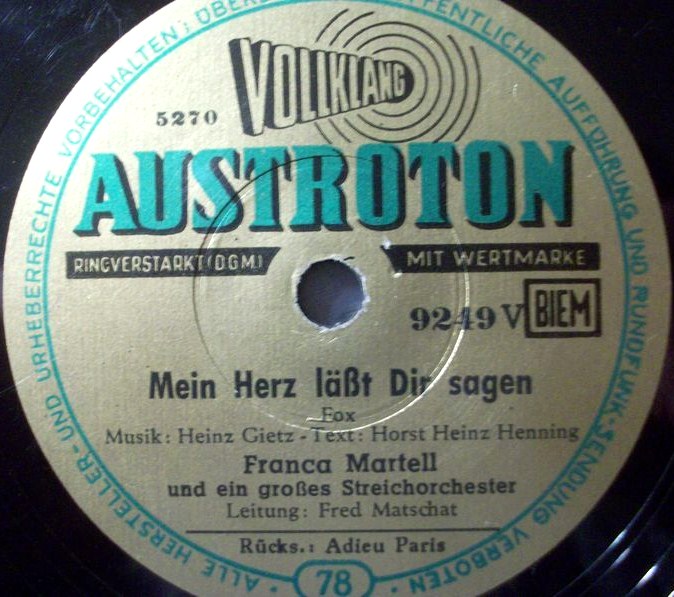 ALLE HERSTELLER- UND URHEBERRECHTE VORBEHALTEN; ÖFFENTLICHE AUFFÜHRUNG UND RUNDFUNK-SENDUNG VERBOTEN
VOLLKLANG
5270
AUSTROTON
RINGVERSTÄRKT (D.G.M.) MIT WERTMARKE
9249 V BIEM
Mein Herz läßt Dir sagen
Fox
Musik: Heinz Gietz - Text: Horst Heinz Henning
Franca Martell
und ein großes Streichorchester
Leitung: Fred Matschat
Rücks.: Adieu Paris
78